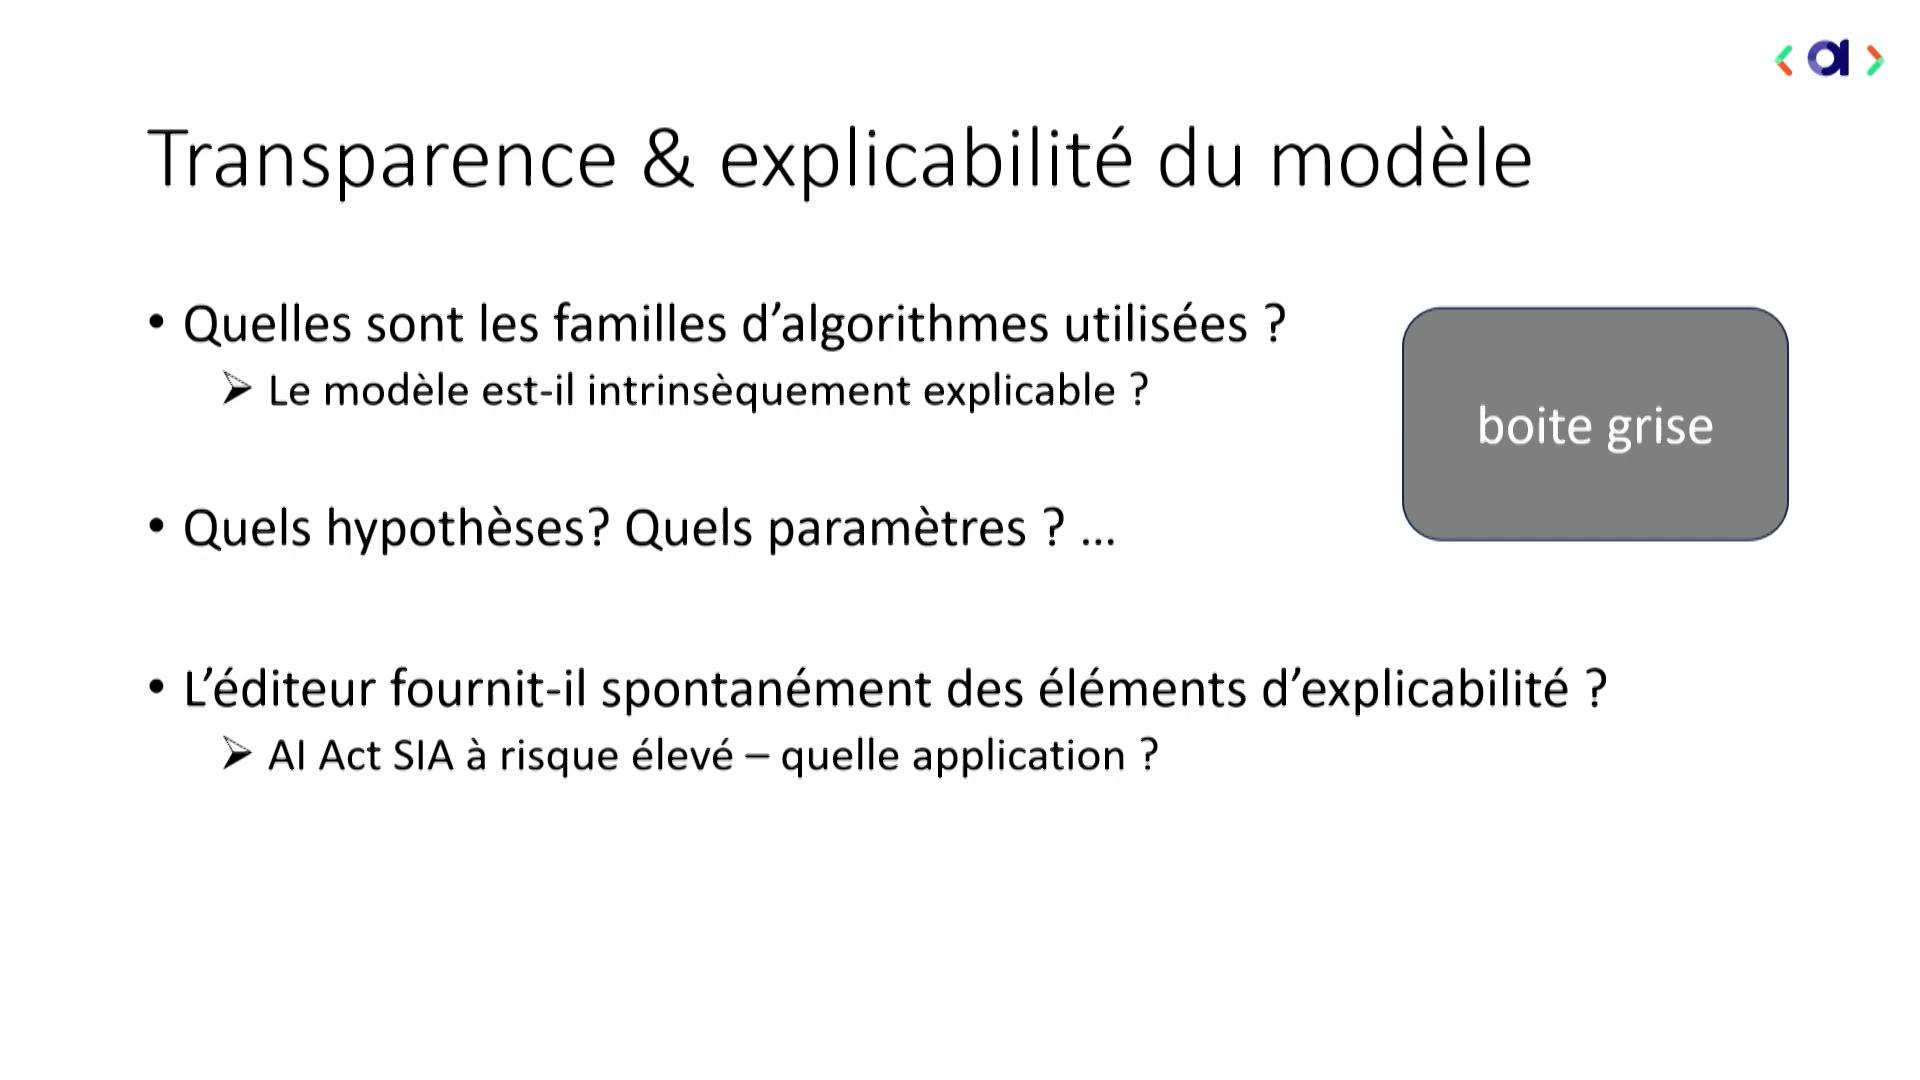 Transparence & explicabilité du modèle
• Quelles sont les familles d’algorithmes utilisées ?
➢ Le modèle est-il intrinsèquement explicable ?
boite grise
• Quels hypothèses? Quels paramètres ? ...
• L’éditeur fournit-il spontanément des éléments d’explicabilité ?
➢ AI Act SIA à risque élevé – quelle application ?